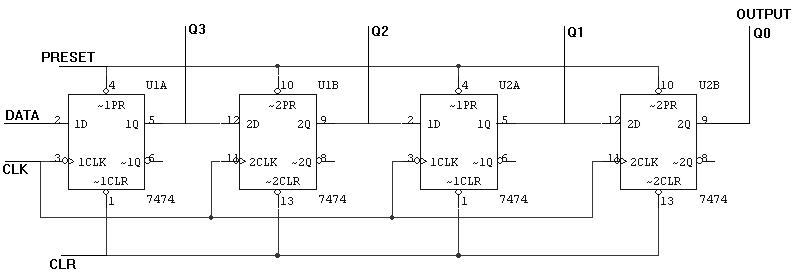 OUTPUT
Q3
Q2
Q1
Q0
PRESET
4
U1A
10
U1B
4
U2A
10
U2B
~1PR
~2PR
~1PR
~2PR
DATA
2
1D
1Q
5
12
2D
2Q
9
2
1D
1Q
5
12
2D
2Q
9
CLK
3
1CLK
~1Q
6
11
2CLK
~2Q
8
3
1CLK
~1Q
6
11
2CLK
~2Q
8
~1CLR
~2CLR
~1CLR
~2CLR
1
7474
13
7474
1
7474
13
7474
CLR